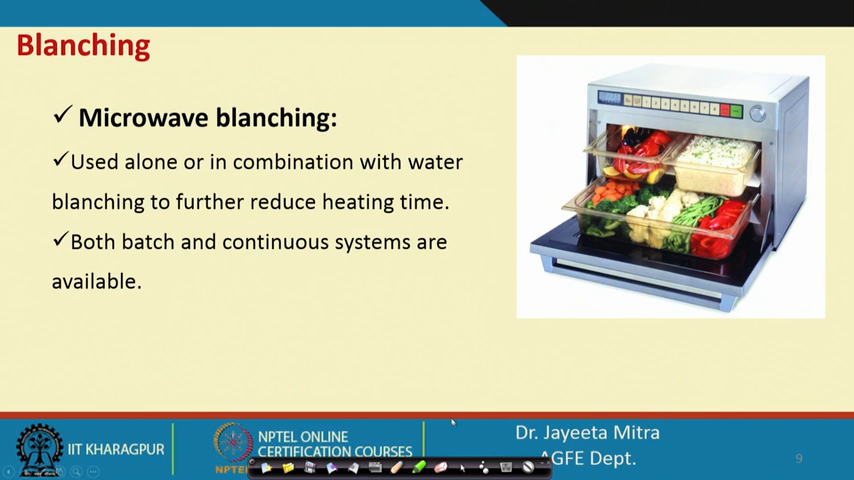 Blanching
✓ Microwave blanching:
✓Used alone or in combination with water
blanching to further reduce heating time.
✓Both batch and continuous systems are
available.
IIT KHARAGPUR
NPTEL ONLINE
CERTIFICATION COURSES
NPTEL
Dr. Jayeeta Mitra
AGFE Dept.
9